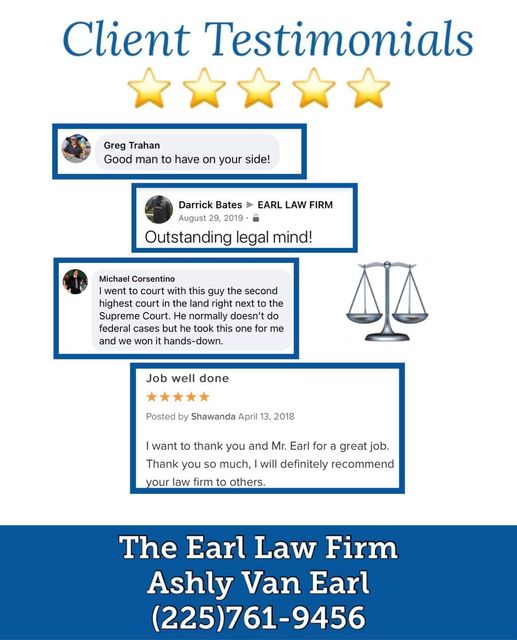 Client Testimonials
Greg Trahan
Good man to have on your side!
Darrick Bates ▶ EARL LAW FIRM
August 29, 2019 ·
Outstanding legal mind!
Michael Corsentino
I went to court with this guy the second
highest court in the land right next to the
Supreme Court. He normally doesn't do
federal cases but he took this one for me
and we won it hands-down.
Job well done
Posted by Shawanda April 13, 2018
I want to thank you and Mr. Earl for a great job.
Thank you so much, I will definitely recommend
your law firm to others.
The Earl Law Firm
Ashly Van Earl
(225)761-9456